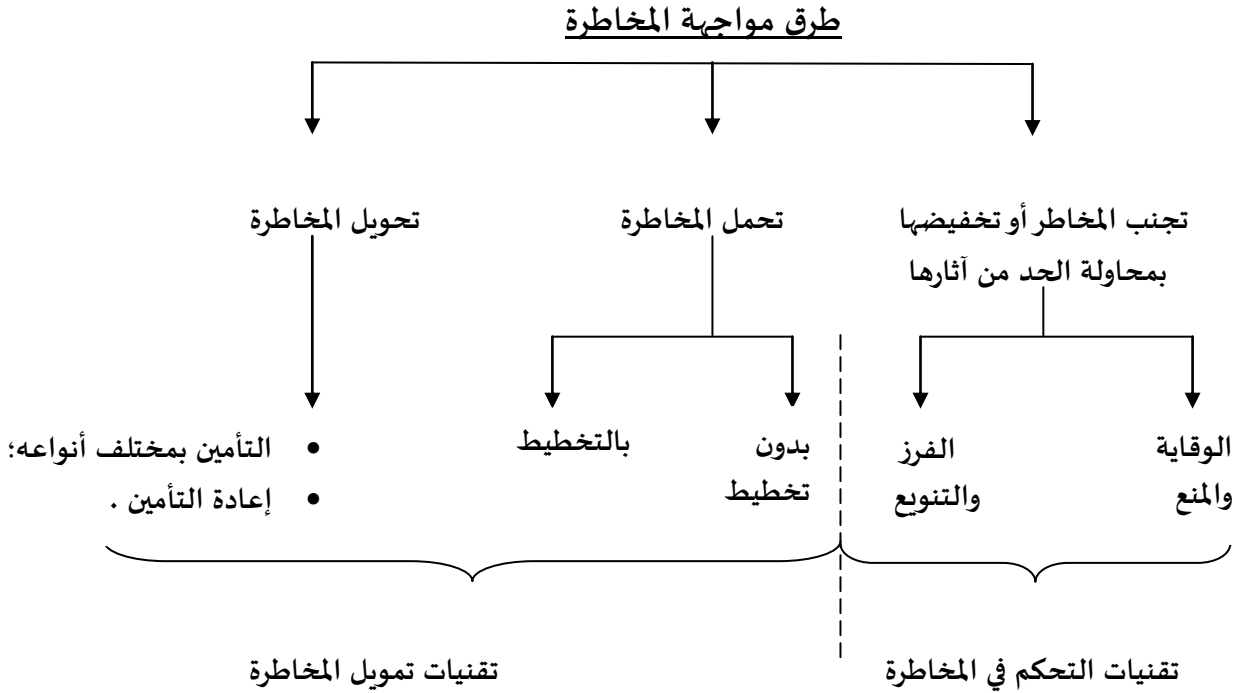 طرق مواجهة المخاطرة
تجنب المخاطر أو تخفيضها
بمحاولة الحد من آثارها
تحمل المخاطرة
تحويل المخاطرة
الوقاية
والمنع
الفرز
والتنويع
بدون
تخطيط
بالتخطيط
• التأمين بمختلف أنواعه؛
• إعادة التأمين .
تقنيات التحكم في المخاطرة
تقنيات تمويل المخاطرة